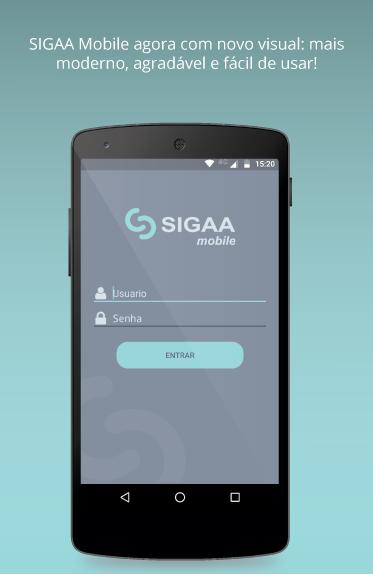 SIGAA Mobile agora com novo visual: mais
moderno, agradável e fácil de usar!
15:20
SIGAA
mobile
Usuario
Senha
ENTRAR